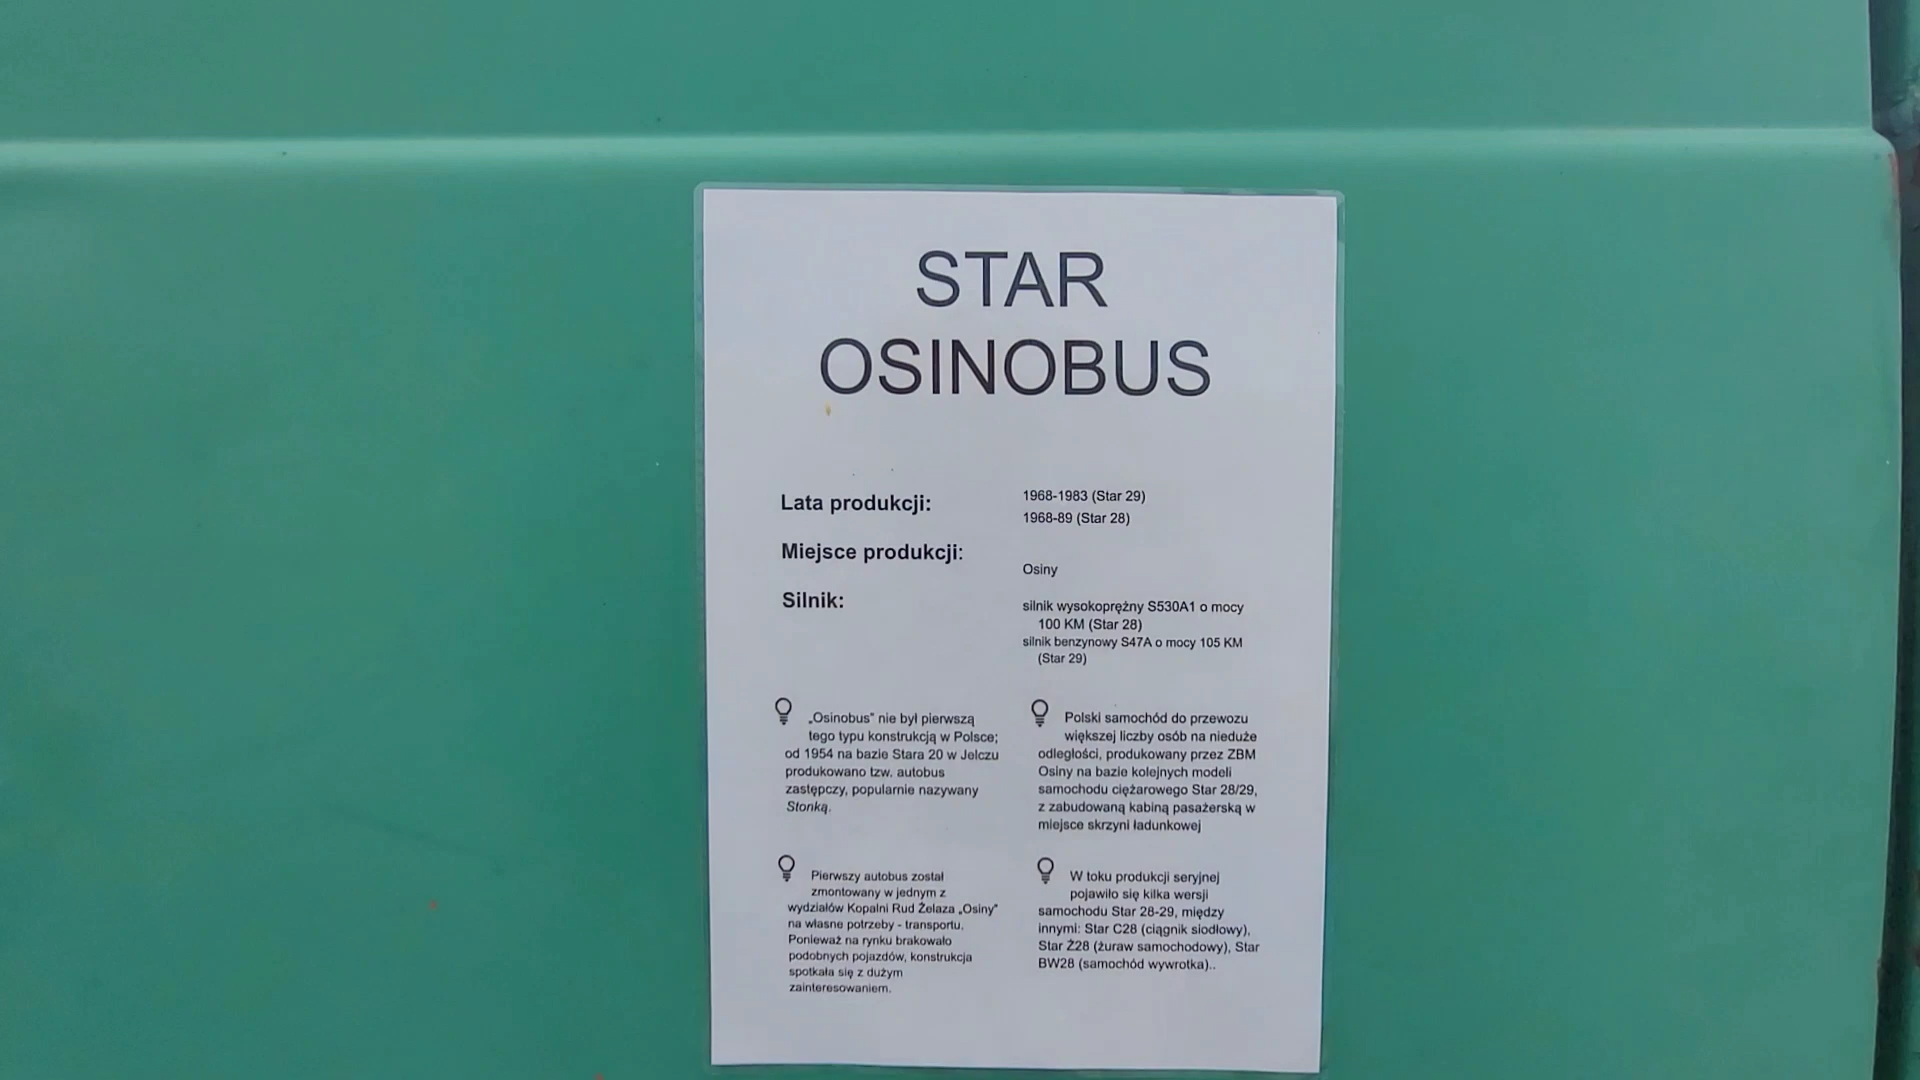 STAR
OSINOBUS
Lata produkcji:
1968-1983 (Star 29)
1968-89 (Star 28)
Miejsce produkcji:
Osiny
Silnik:
silnik wysokoprężny S530A1 o mocy
100 KM (Star 28)
silnik benzynowy S47A o mocy 105 KM
(Star 29)
„Osinobus” nie był pierwszą
tego typu konstrukcją w Polsce;
od 1954 na bazie Stara 20 w Jelczu
produkowano tzw. autobus
zastępczy, popularnie nazywany
Stonką.
Polski samochód do przewozu
większej liczby osób na nieduże
odległości, produkowany przez ZBM
Osiny na bazie kolejnych modeli
samochodu ciężarowego Star 28/29,
z zabudowaną kabiną pasażerską w
miejsce skrzyni ładunkowej
Pierwszy autobus został
zmontowany w jednym z
wydziałów Kopalni Rud Żelaza „Osiny”
na własne potrzeby - transportu.
Ponieważ na rynku brakowało
podobnych pojazdów, konstrukcja
spotkała się z dużym
zainteresowaniem.
W toku produkcji seryjnej
pojawiło się kilka wersji
samochodu Star 28-29, między
innymi: Star C28 (ciągnik siodłowy),
Star Ż28 (żuraw samochodowy), Star
BW28 (samochód wywrotka)..